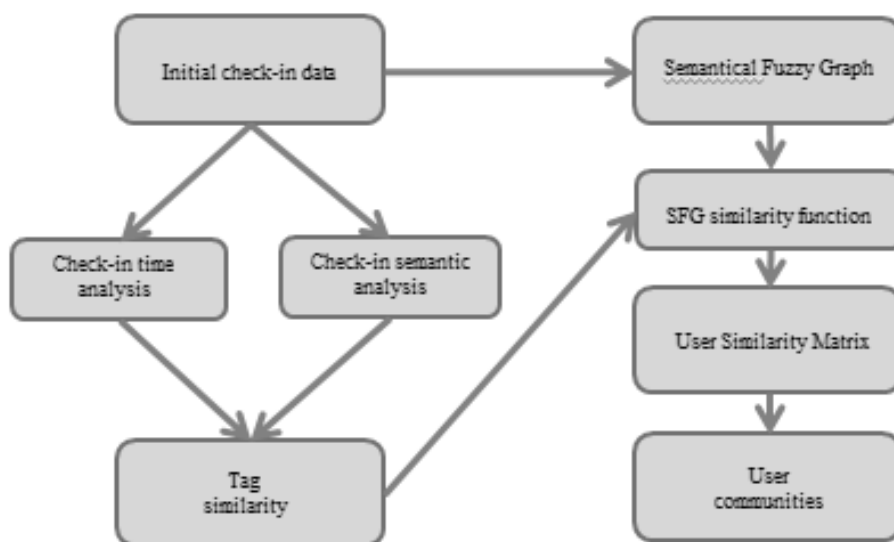 Initial check-in data
Semantical Fuzzy Graph
SFG similarity function
Check-in time
analysis
Check-in semantic
analysis
User Similarity Matrix
Tag
similarity
User
communities